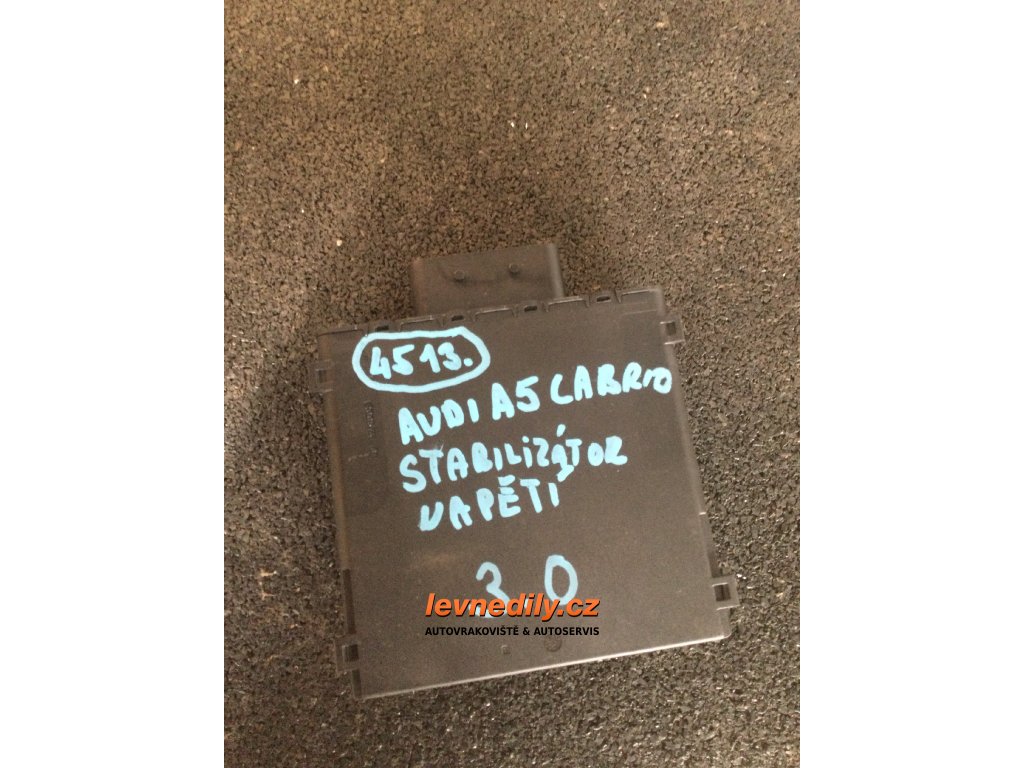 4513.
AUDI A5 CABRIO
STABILIZÁTOR
NAPĚTÍ
3.0
levnedily.cz
AUTOVRAKOVIŠTĚ & AUTOSERVIS